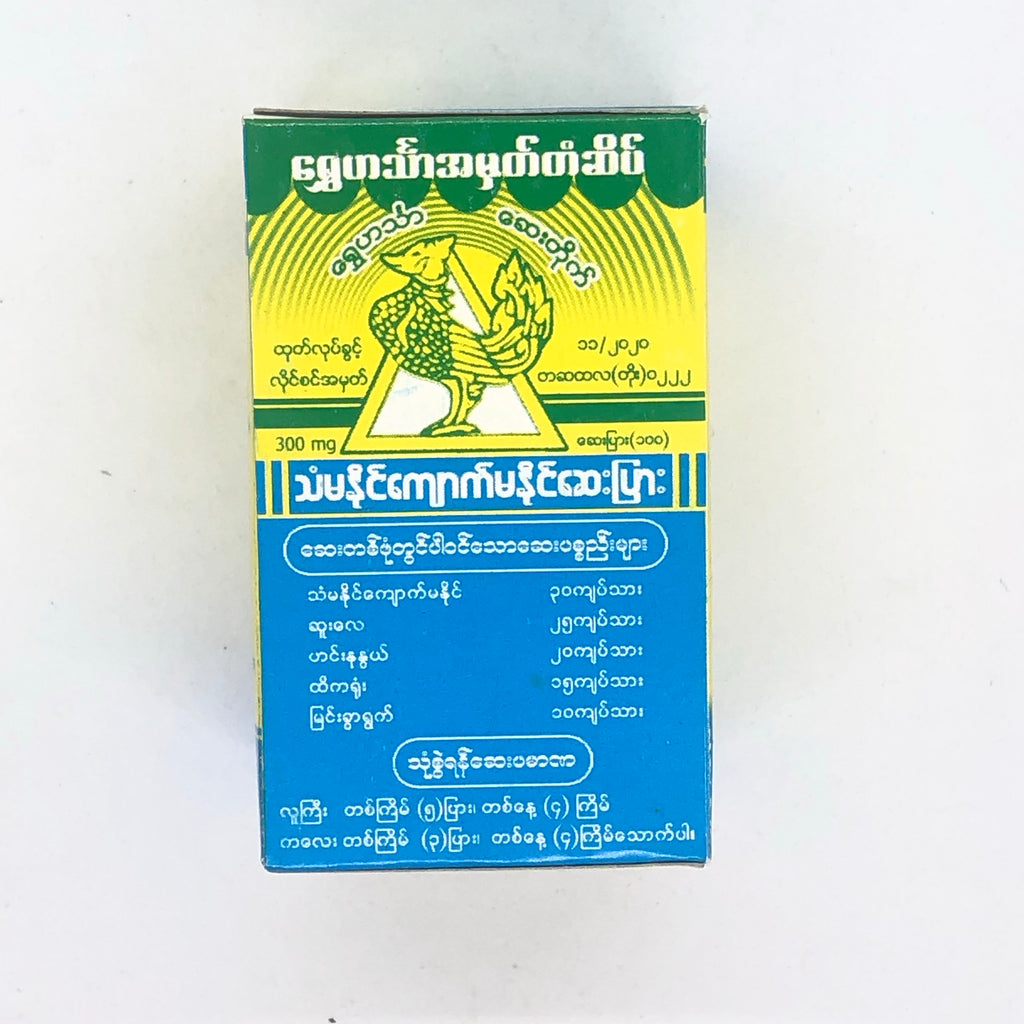 ရွှေဟင်္သာအမှတ်တံဆိပ်
ရွှေဟင်္သာ ဆေးတိုက်
ထုတ်လုပ်ခွင့် ၁၁/၂၀၂၀
လိုင်စင်အမှတ် တဆထလ(တိုး)၀၂၂၂
300 mg ဆေးပြား(၁၀၀)
သံမနိုင်ကျောက်မနိုင်ဆေးပြား
ဆေးတစ်ဖုံတွင်ပါဝင်သောဆေးပစ္စည်းများ
သံမနိုင်ကျောက်မနိုင် ၃၀ကျပ်သား
ဆူးလေ ၂၅ကျပ်သား
ဟင်းနုနွယ် ၂၀ကျပ်သား
ထိကရုံး ၁၅ကျပ်သား
မြင်းခွာရွက် ၁၀ကျပ်သား
သုံးစွဲရန်ဆေးပမာဏ
လူကြီး တစ်ကြိမ် (၅)ပြား၊ တစ်နေ့ (၄) ကြိမ်
ကလေး တစ်ကြိမ် (၃)ပြား၊ တစ်နေ့ (၄)ကြိမ်သောက်ပါ။